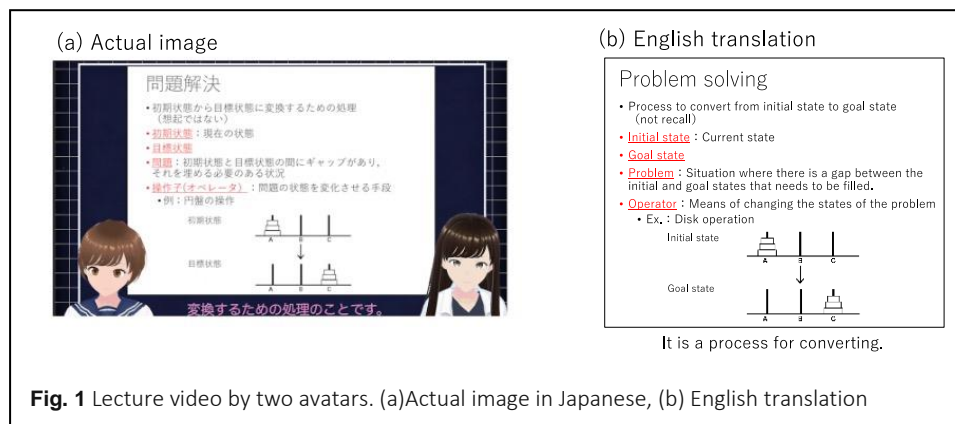 (a) Actual image
問題解決
・初期状態から目標状態に変換するための処理
（想起ではない）
・初期状態：現在の状態
・目標状態
・問題：初期状態と目標状態の間にギャップがあり、
それを埋める必要のある状況
・操作子(オペレータ)：問題の状態を変化させる手段
・例：円盤の操作
初期状態
A B C
目標状態
A B C
変換するための処理のことです。
(b) English translation
Problem solving
• Process to convert from initial state to goal state
(not recall)
• Initial state：Current state
• Goal state
• Problem：Situation where there is a gap between the
initial and goal states that needs to be filled.
• Operator：Means of changing the states of the problem
• Ex.：Disk operation
Initial state
A B C
Goal state
A B C
It is a process for converting.
Fig. 1 Lecture video by two avatars. (a)Actual image in Japanese, (b) English translation